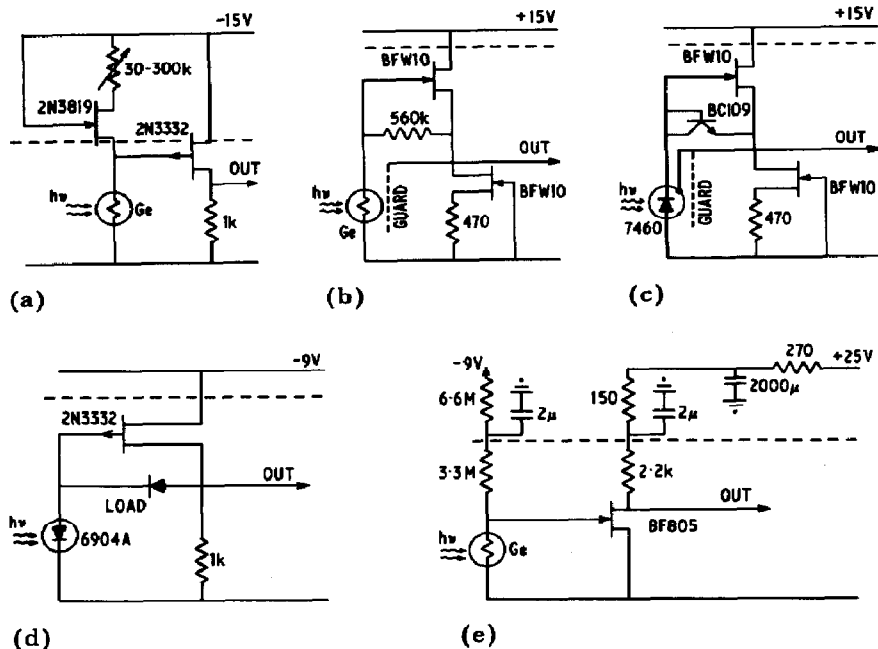 -15V
30-300k
2N3819
2N3332
OUT
hν
Ge
1k
(a)
+15V
BFW10
560k
OUT
hν
GUARD
BFW10
Ge
470
(b)
+15V
BFW10
BC109
OUT
hν
GUARD
BFW10
7460
470
(c)
-9V
2N3332
OUT
LOAD
hν
6904A
1k
(d)
-9V
270
+25V
6·6M
2μ
150
2μ
2000μ
3·3M
2·2k
OUT
BF805
hν
Ge
(e)